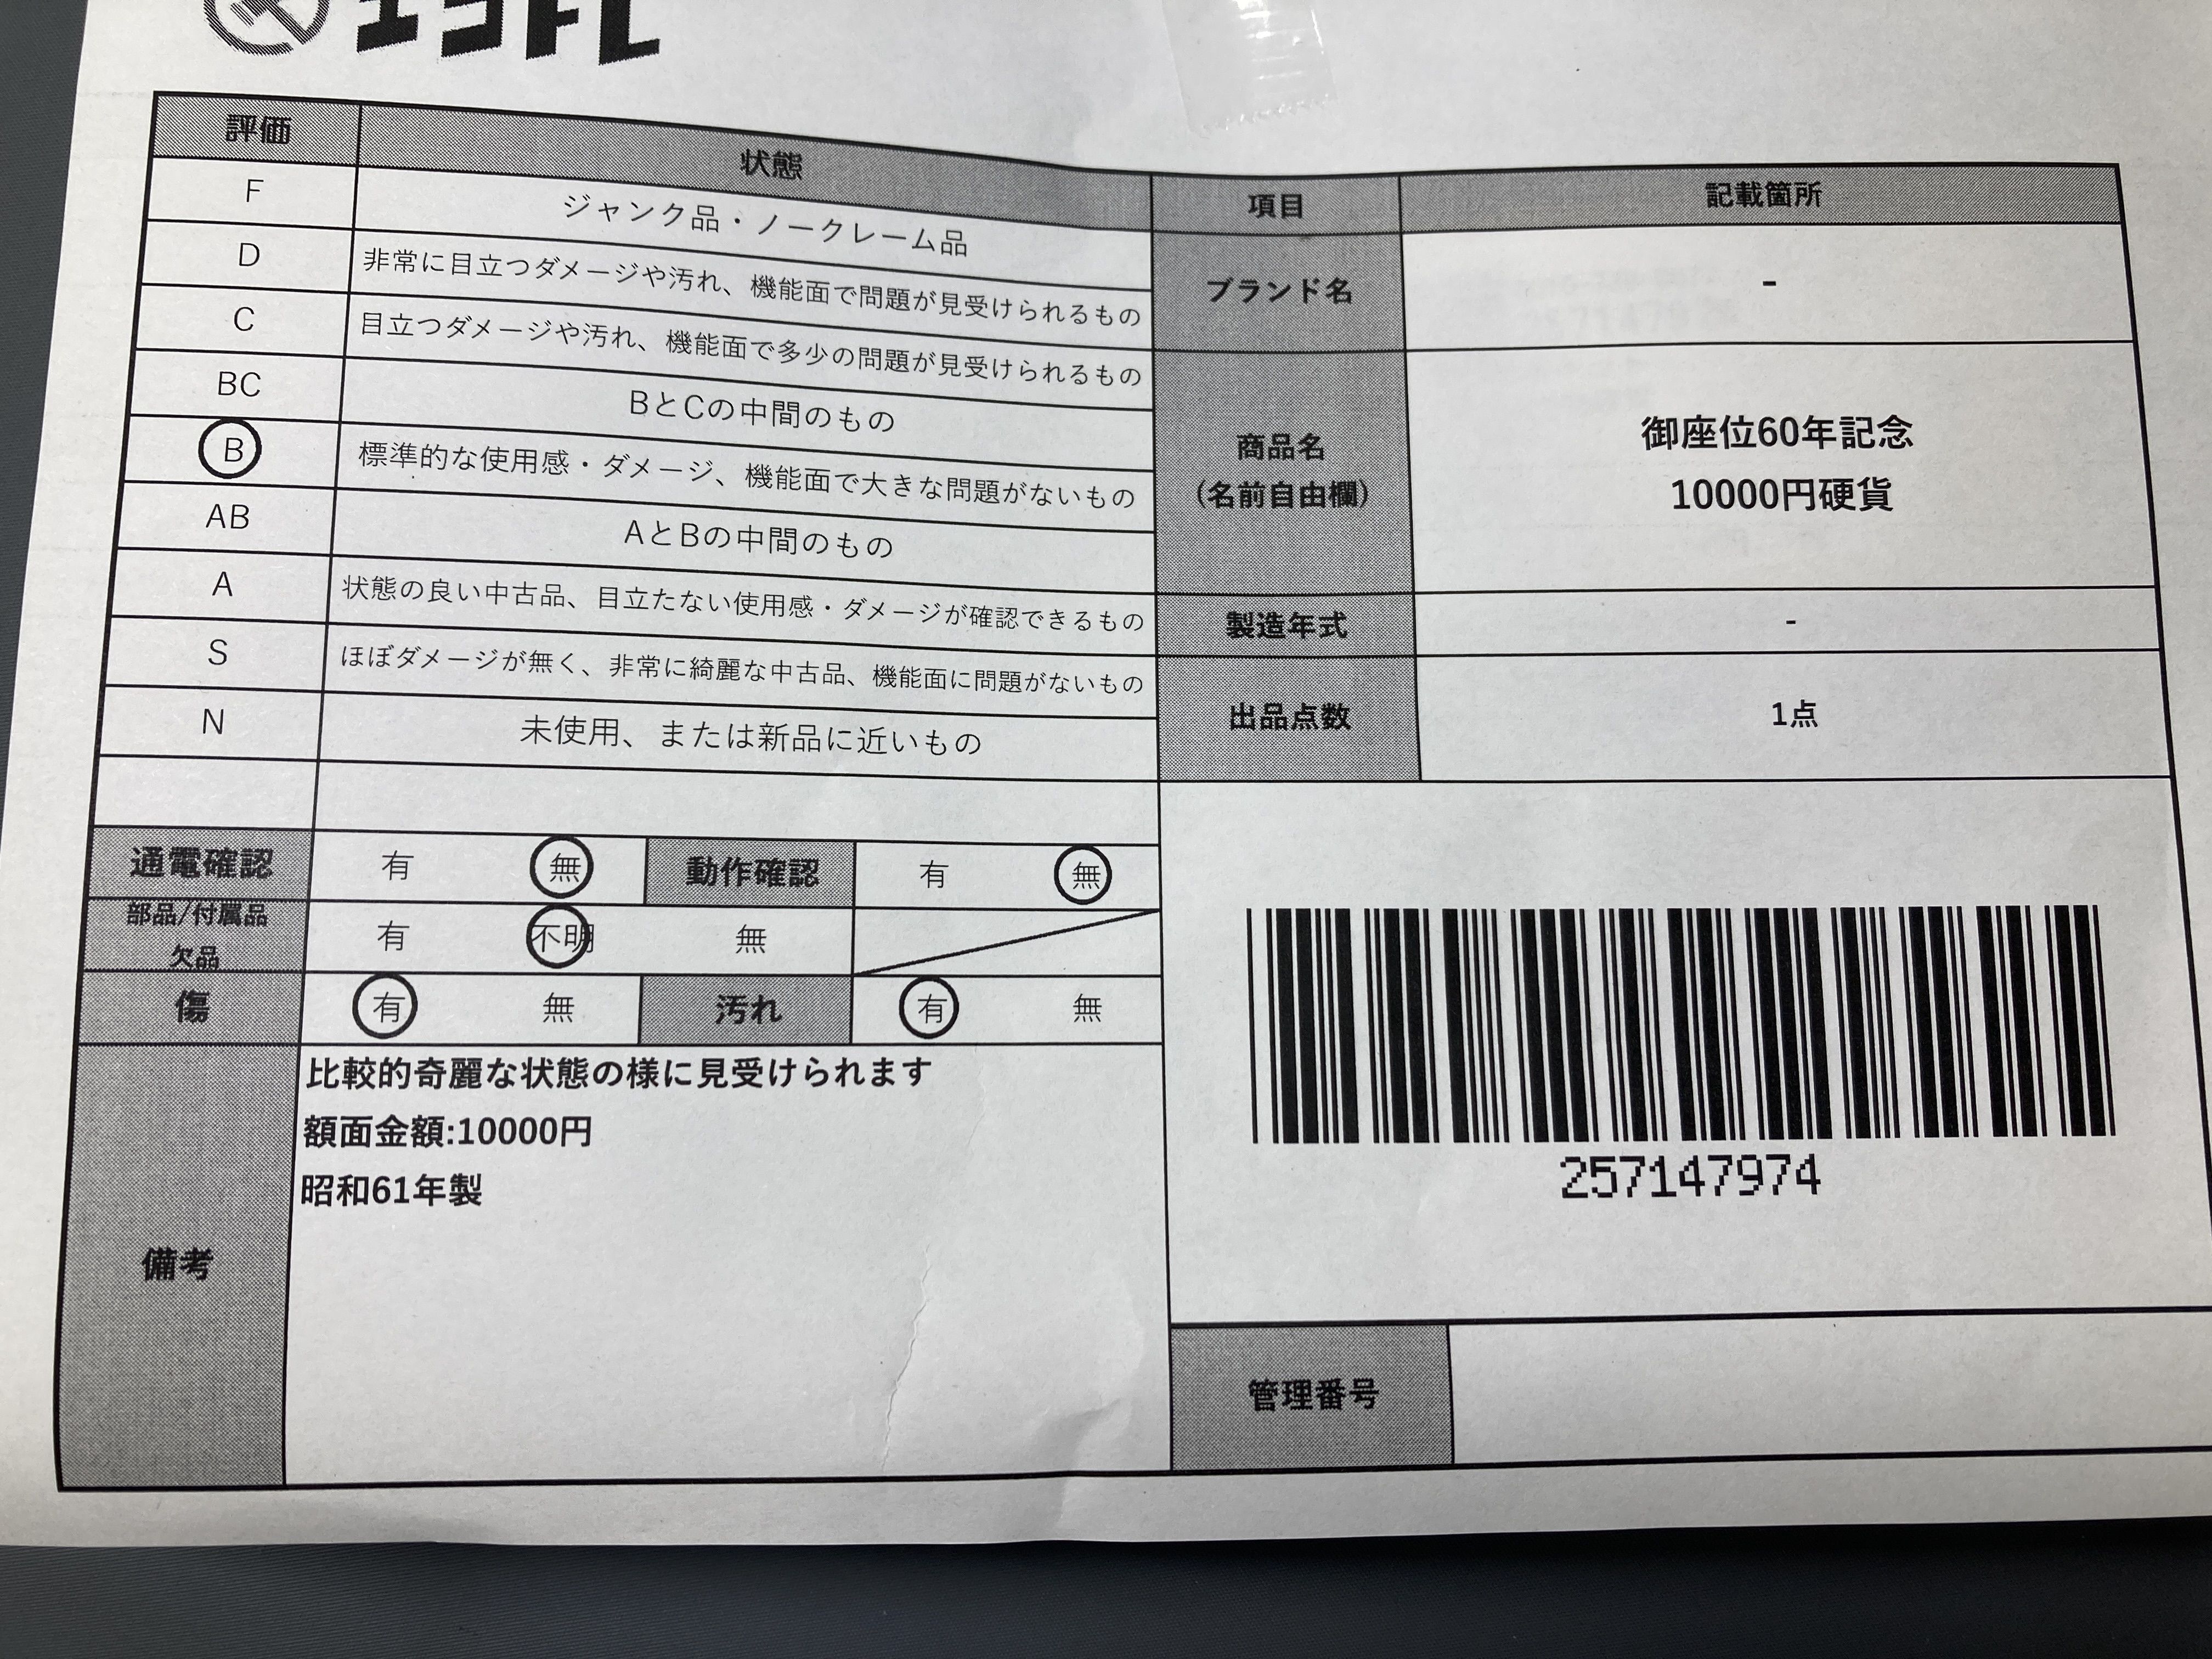 評価 状態
F ジャンク品・ノークレーム品
D 非常に目立つダメージや汚れ、機能面で問題が見受けられるもの
C 目立つダメージや汚れ、機能面で多少の問題が見受けられるもの
BC BとCの中間のもの
B 標準的な使用感・ダメージ、機能面で大きな問題がないもの
AB AとBの中間のもの
A 状態の良い中古品、目立たない使用感・ダメージが確認できるもの
S ほぼダメージが無く、非常に綺麗な中古品、機能面に問題がないもの
N 未使用、または新品に近いもの
通電確認 有 無 動作確認 有 無
部品/付属品
欠品 有 不明 無
傷 有 無 汚れ 有 無
備考
比較的奇麗な状態の様に見受けられます
額面金額:10000円
昭和61年製
項目 記載箇所
ブランド名 -
商品名
(名前自由欄)
御座位60年記念
10000円硬貨
製造年式 -
出品点数 1点
257147974
管理番号